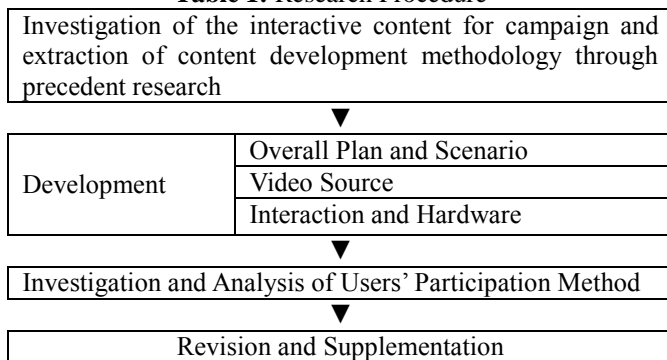 Table 1. Research Procedure
Investigation of the interactive content for campaign and
extraction of content development methodology through
precedent research
▼
Development
Overall Plan and Scenario
Video Source
Interaction and Hardware
▼
Investigation and Analysis of Users’ Participation Method
▼
Revision and Supplementation